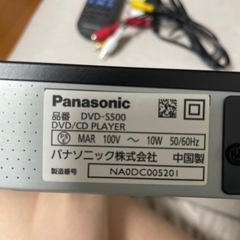 Panasonic
品番 DVD-S500
DVD/CD PLAYER
MAR 100V ～ 10W 50/60Hz
パナソニック株式会社 中国製
製造番号 NA0DC005201